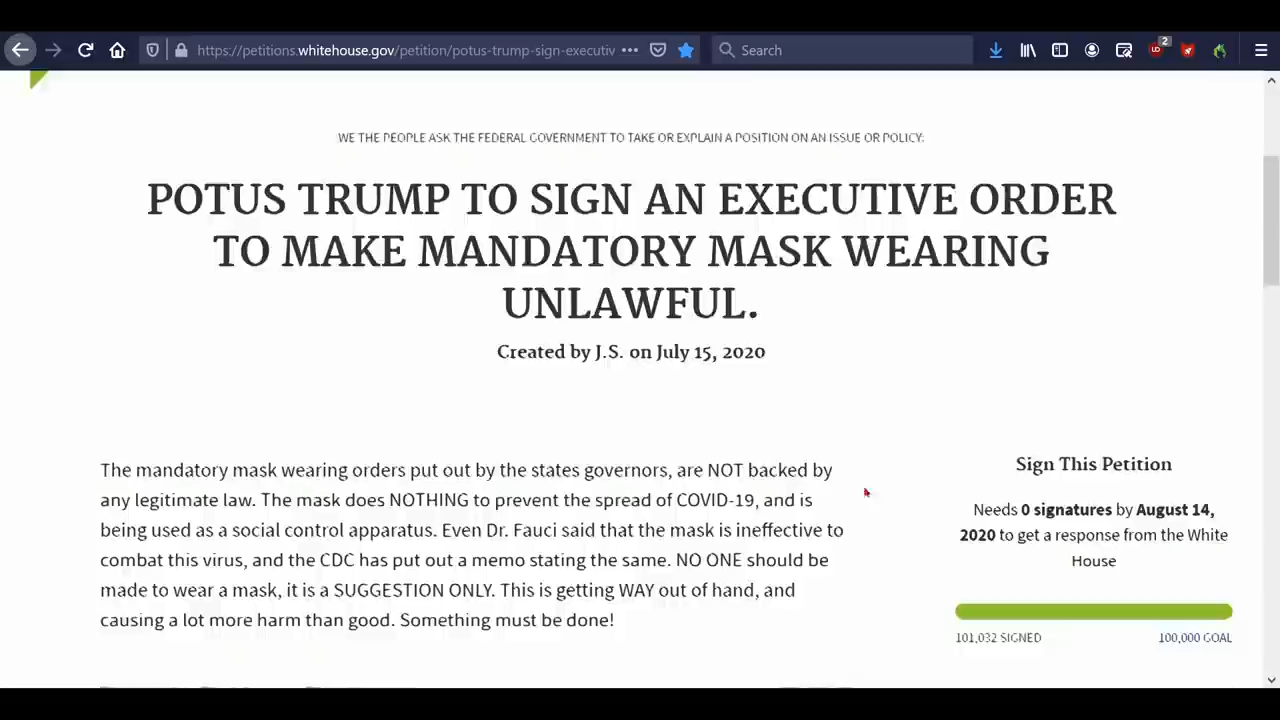 https://petitions.whitehouse.gov/petition/potus-trump-sign-executiv
Search
2
WE THE PEOPLE ASK THE FEDERAL GOVERNMENT TO TAKE OR EXPLAIN A POSITION ON AN ISSUE OR POLICY:
POTUS TRUMP TO SIGN AN EXECUTIVE ORDER
TO MAKE MANDATORY MASK WEARING
UNLAWFUL.
Created by J.S. on July 15, 2020
The mandatory mask wearing orders put out by the states governors, are NOT backed by
any legitimate law. The mask does NOTHING to prevent the spread of COVID-19, and is
being used as a social control apparatus. Even Dr. Fauci said that the mask is ineffective to
combat this virus, and the CDC has put out a memo stating the same. NO ONE should be
made to wear a mask, it is a SUGGESTION ONLY. This is getting WAY out of hand, and
causing a lot more harm than good. Something must be done!
Sign This Petition
Needs 0 signatures by August 14,
2020 to get a response from the White
House
101,032 SIGNED
100,000 GOAL